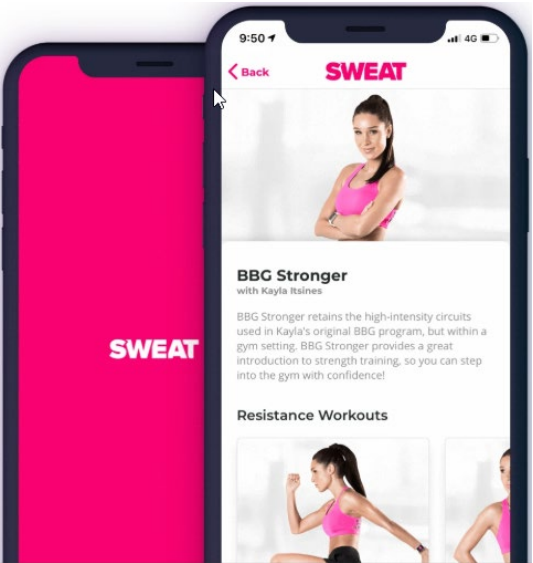 9:50
4G
Back
SWEAT
BBG Stronger
with Kayla Itsines
BBG Stronger retains the high-intensity circuits
used in Kayla's original BBG program, but within a
gym setting. BBG Stronger provides a great
introduction to strength training, so you can step
into the gym with confidence!
SWEAT
Resistance Workouts